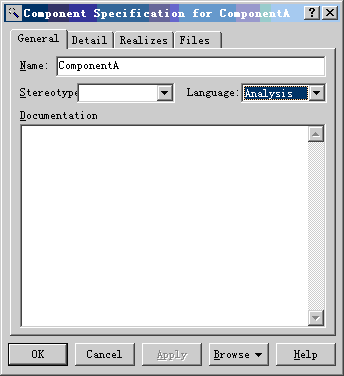 Component Specification for ComponentA
General Detail Realizes Files
Name: ComponentA
Stereotype Language: Analysis
Documentation
OK Cancel Apply Browse Help